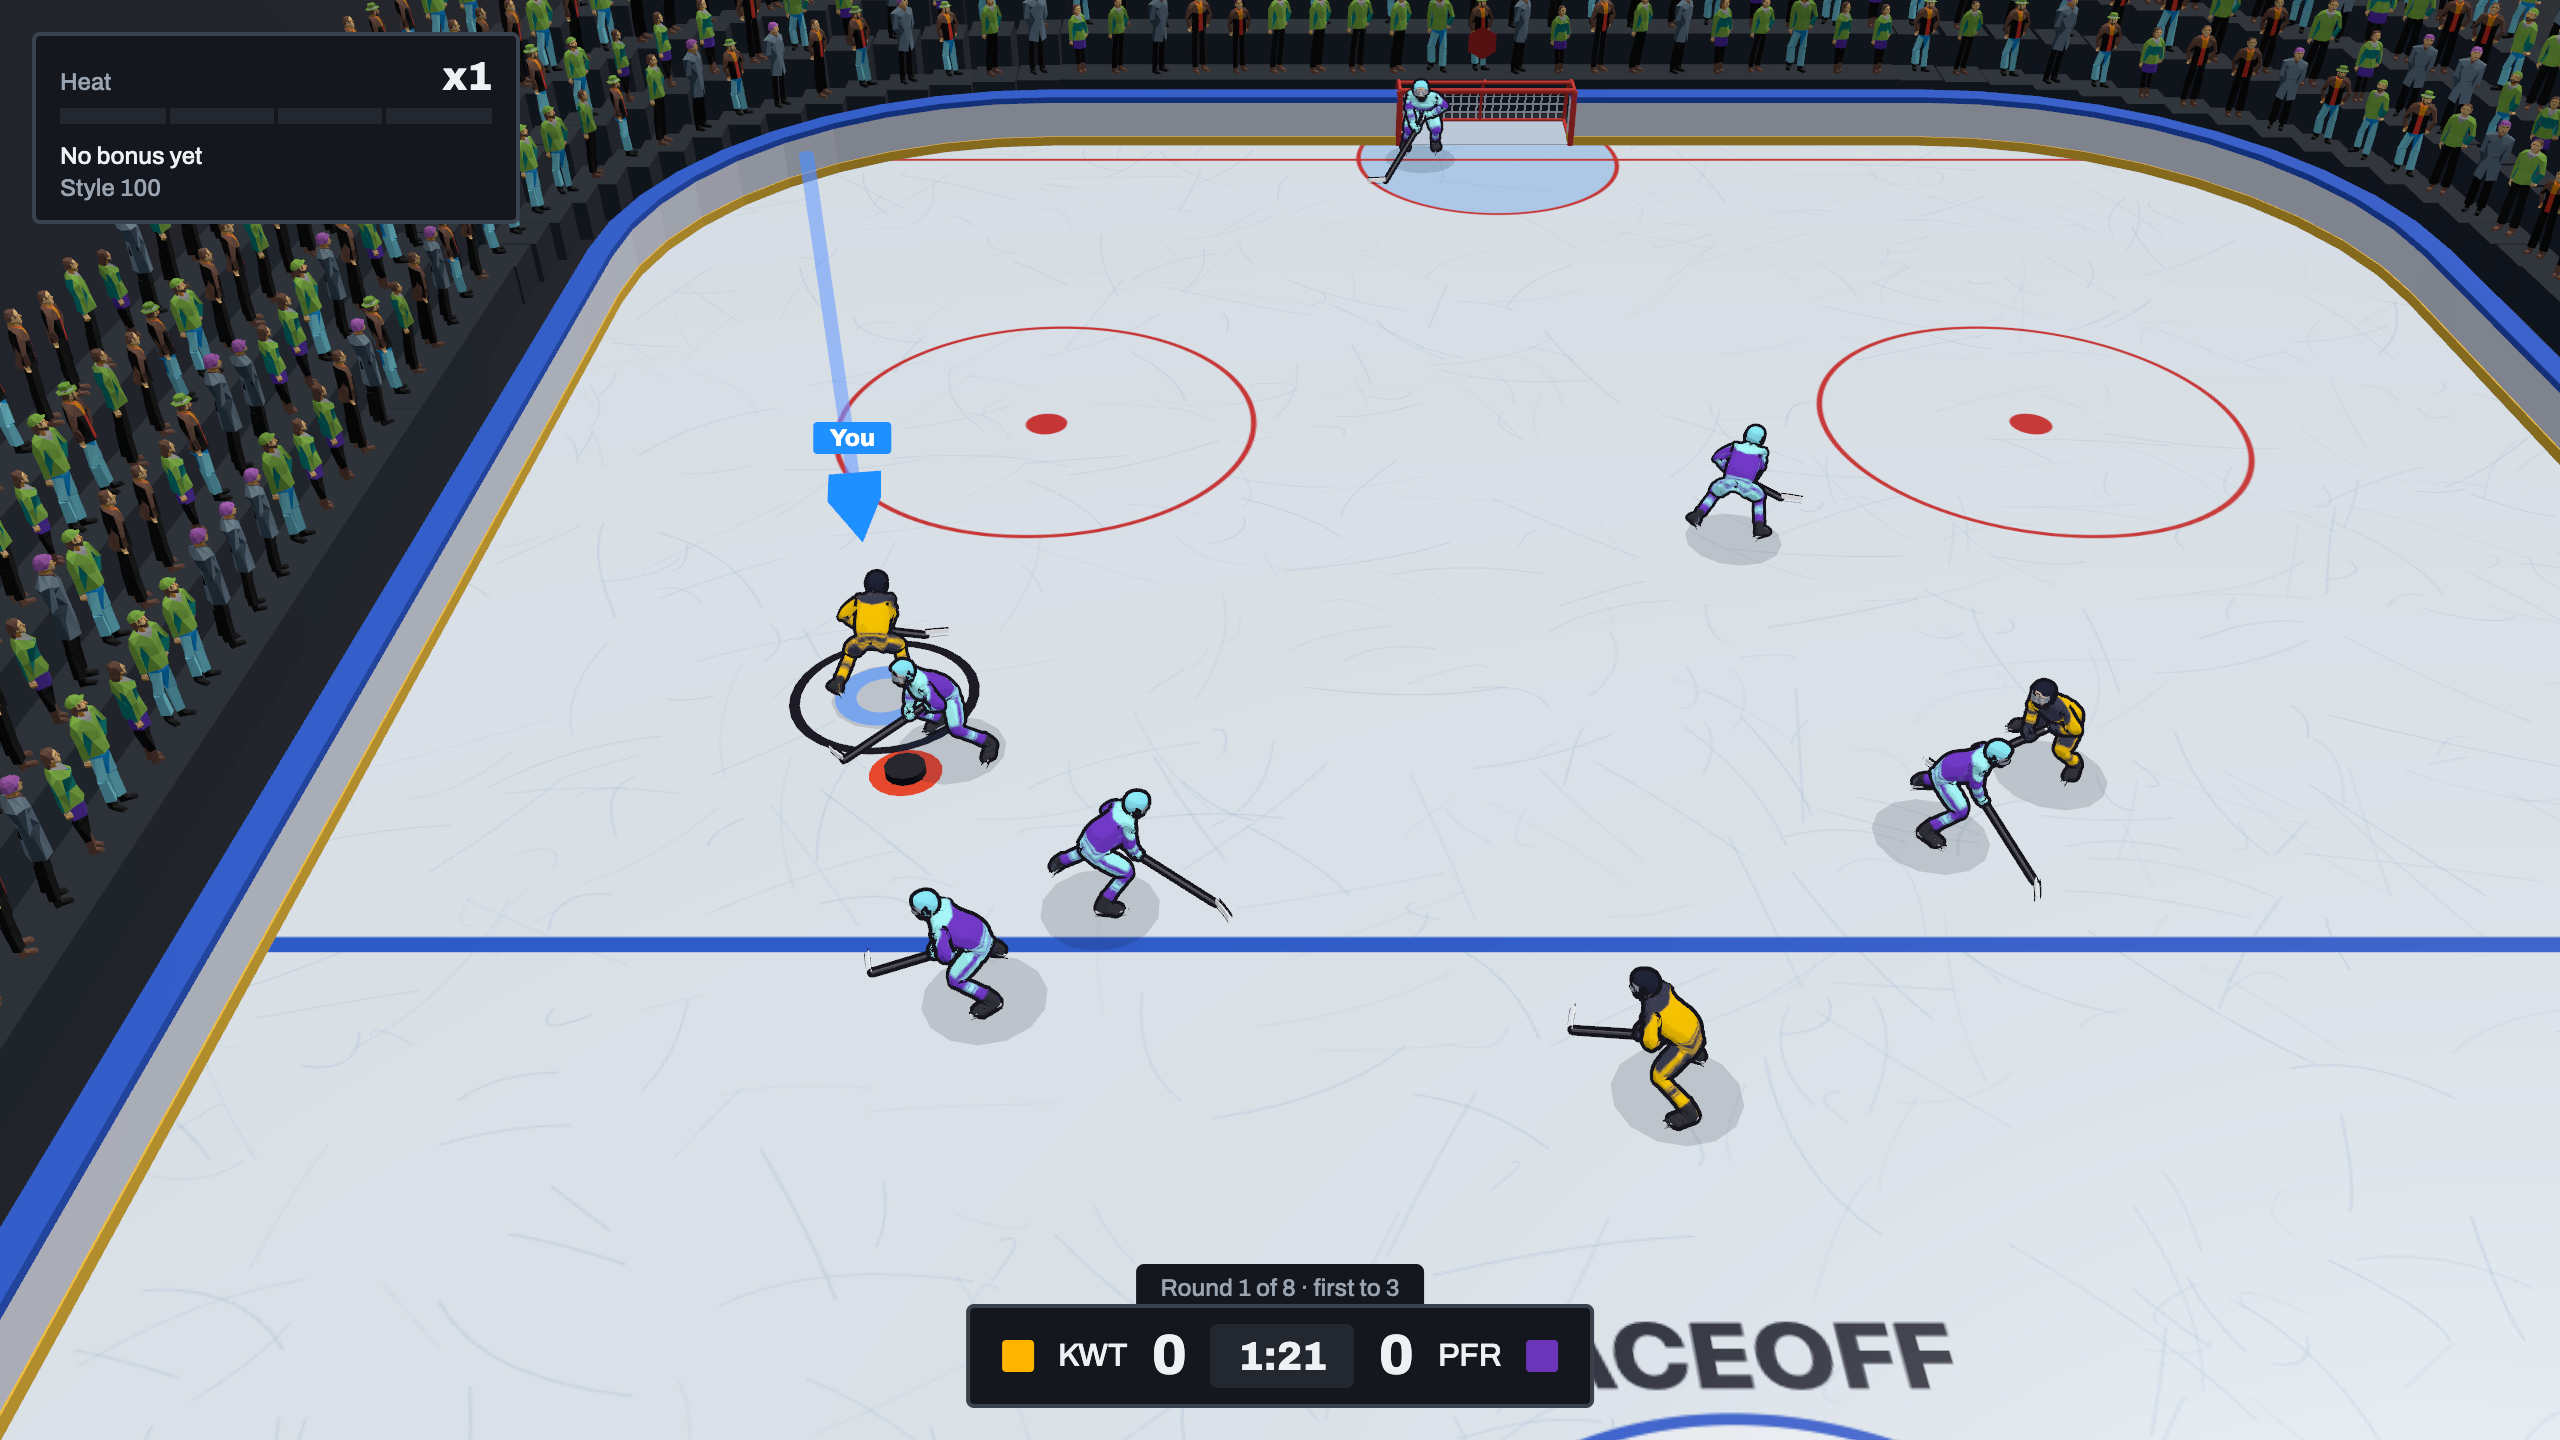 Heat x1
No bonus yet
Style 100
You
Round 1 of 8 · first to 3
KWT 0 1:21 0 PFR
ACEOFF